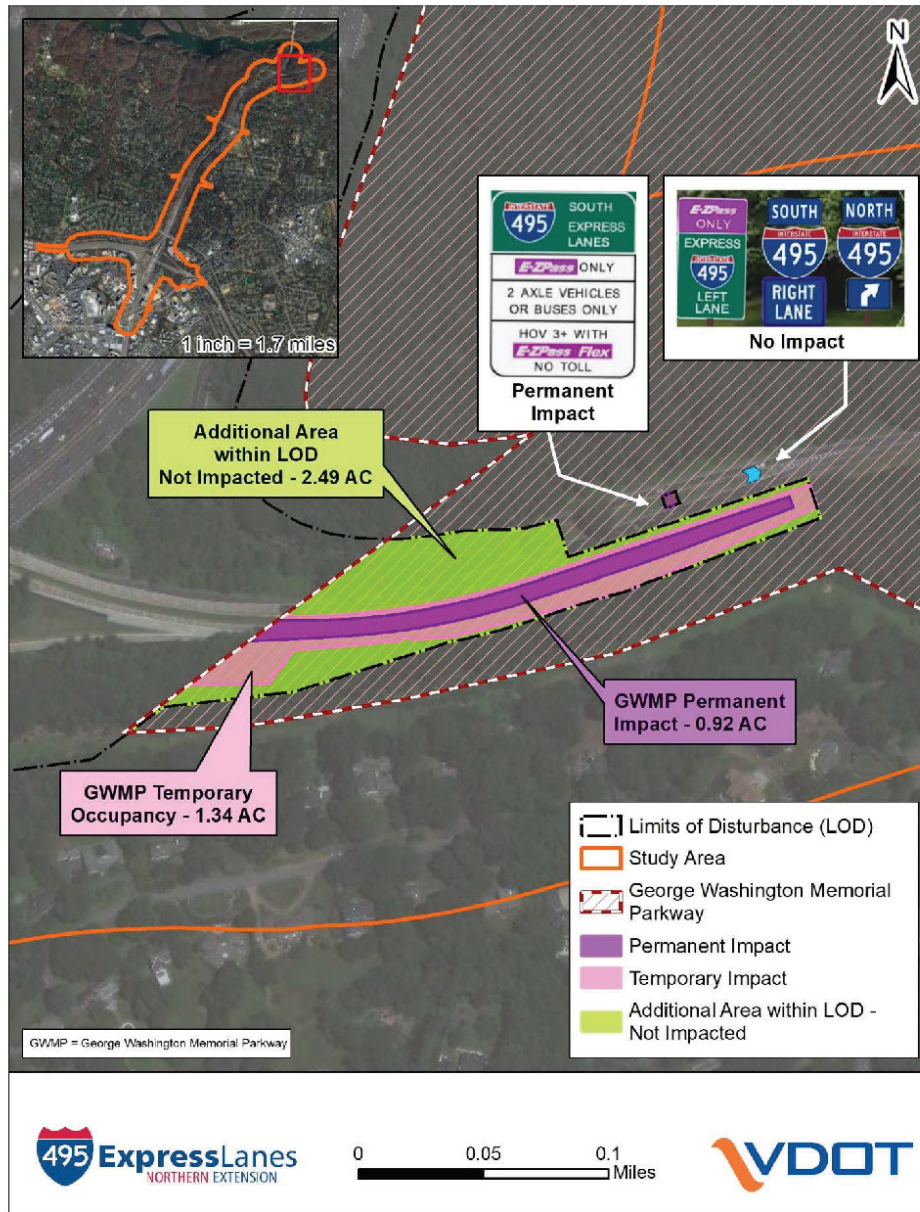 1 inch = 1.7 miles
N
INTERSTATE
495
SOUTH
EXPRESS
LANES
E-ZPass ONLY
2 AXLE VEHICLES
OR BUSES ONLY
HOV 3+ WITH
E-ZPass Flex
NO TOLL
Permanent
Impact
E-ZPass
ONLY
EXPRESS
INTERSTATE
495
LEFT
LANE
SOUTH
INTERSTATE
495
RIGHT
LANE
NORTH
INTERSTATE
495
No Impact
Additional Area
within LOD
Not Impacted - 2.49 AC
GWMP Permanent
Impact - 0.92 AC
GWMP Temporary
Occupancy - 1.34 AC
Limits of Disturbance (LOD)
Study Area
George Washington Memorial
Parkway
Permanent Impact
Temporary Impact
Additional Area within LOD -
Not Impacted
GWMP = George Washington Memorial Parkway
495 ExpressLanes
NORTHERN EXTENSION
0 0.05 0.1
Miles
VDOT